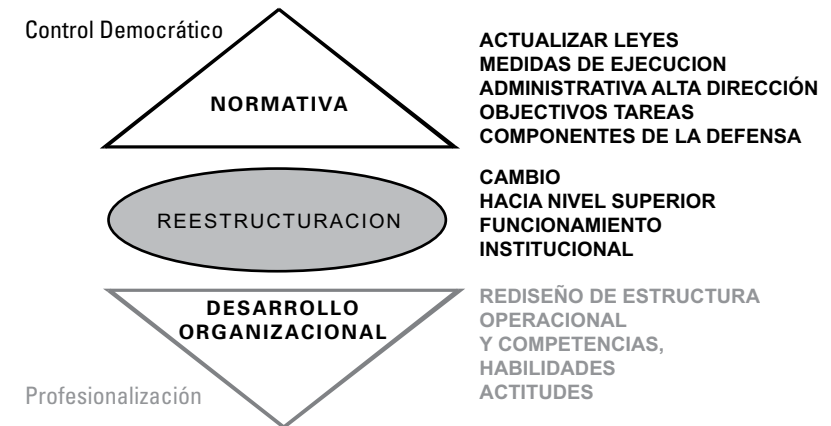 Control Democrático
NORMATIVA
ACTUALIZAR LEYES
MEDIDAS DE EJECUCION
ADMINISTRATIVA ALTA DIRECCIÓN
OBJECTIVOS TAREAS
COMPONENTES DE LA DEFENSA
REESTRUCTURACION
CAMBIO
HACIA NIVEL SUPERIOR
FUNCIONAMIENTO
INSTITUCIONAL
DESARROLLO
ORGANIZACIONAL
REDISEÑO DE ESTRUCTURA
OPERACIONAL
Y COMPETENCIAS,
HABILIDADES
ACTITUDES
Profesionalización